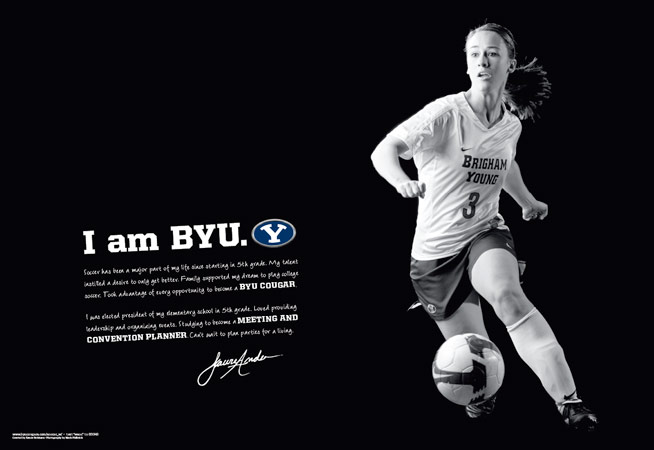 BRIGHAM
YOUNG
3
I am BYU. Y
Soccer has been a major part of my life since starting in 5th grade. My talent
instilled a desire to only get better. Family supported my dream to play college
soccer. Took advantage of every opportunity to become a BYU COUGAR.
I was elected president of my elementary school in 5th grade. Loved providing
leadership and organizing events. Studying to become a MEETING AND
CONVENTION PLANNER. Can't wait to plan parties for a living.